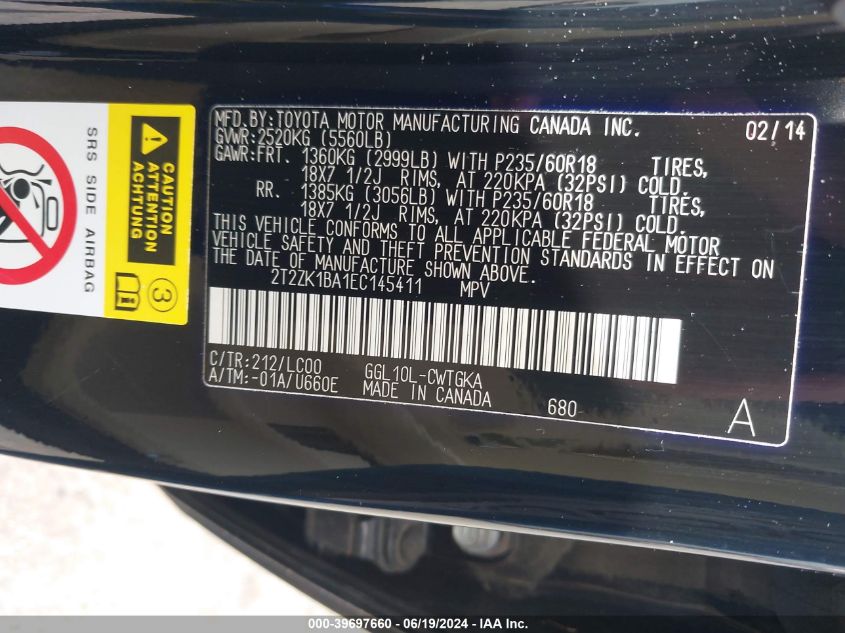 SRS SIDE AIRBAG
CAUTION
ATTENTION
ACHTUNG
3
MFD.BY:TOYOTA MOTOR MANUFACTURING CANADA INC. 02/14
GVWR:2520KG (5560LB)
GAWR:FRT. 1360KG (2999LB) WITH P235/60R18 TIRES,
18X7 1/2J RIMS, AT 220KPA (32PSI) COLD.
RR. 1385KG (3056LB) WITH P235/60R18 TIRES,
18X7 1/2J RIMS, AT 220KPA (32PSI) COLD.
THIS VEHICLE CONFORMS TO ALL APPLICABLE FEDERAL MOTOR
VEHICLE SAFETY AND THEFT PREVENTION STANDARDS IN EFFECT ON
THE DATE OF MANUFACTURE SHOWN ABOVE.
2T2ZK1BA1EC145411 MPV
C/TR:212/LC00 GGL10L-CWTGKA
A/TM:-01A/U660E MADE IN CANADA
680 A
000-39697660 - 06/19/2024 - IAAI.COM